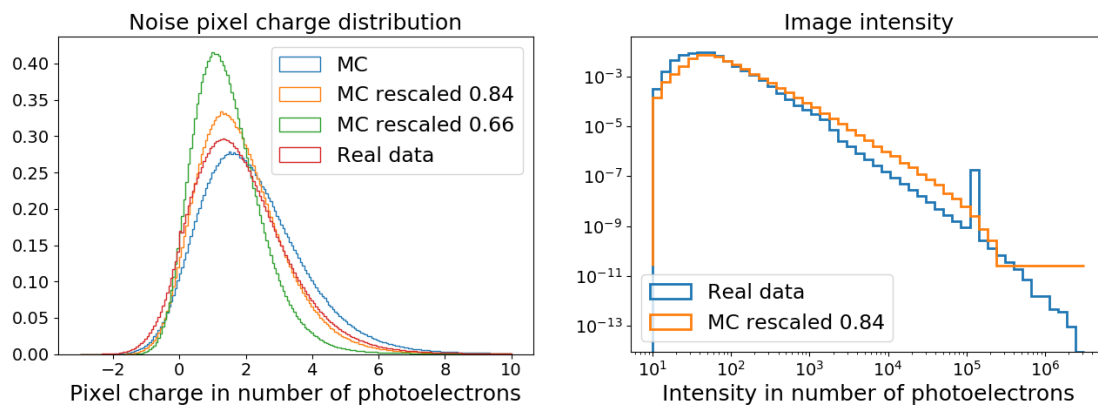 Noise pixel charge distribution
0.40
0.35
0.30
0.25
0.20
0.15
0.10
0.05
0.00
MC
MC rescaled 0.84
MC rescaled 0.66
Real data
−2 0 2 4 6 8 10
Pixel charge in number of photoelectrons
Image intensity
10⁻³
10⁻⁵
10⁻⁷
10⁻⁹
10⁻¹¹
10⁻¹³
Real data
MC rescaled 0.84
10¹ 10² 10³ 10⁴ 10⁵ 10⁶
Intensity in number of photoelectrons